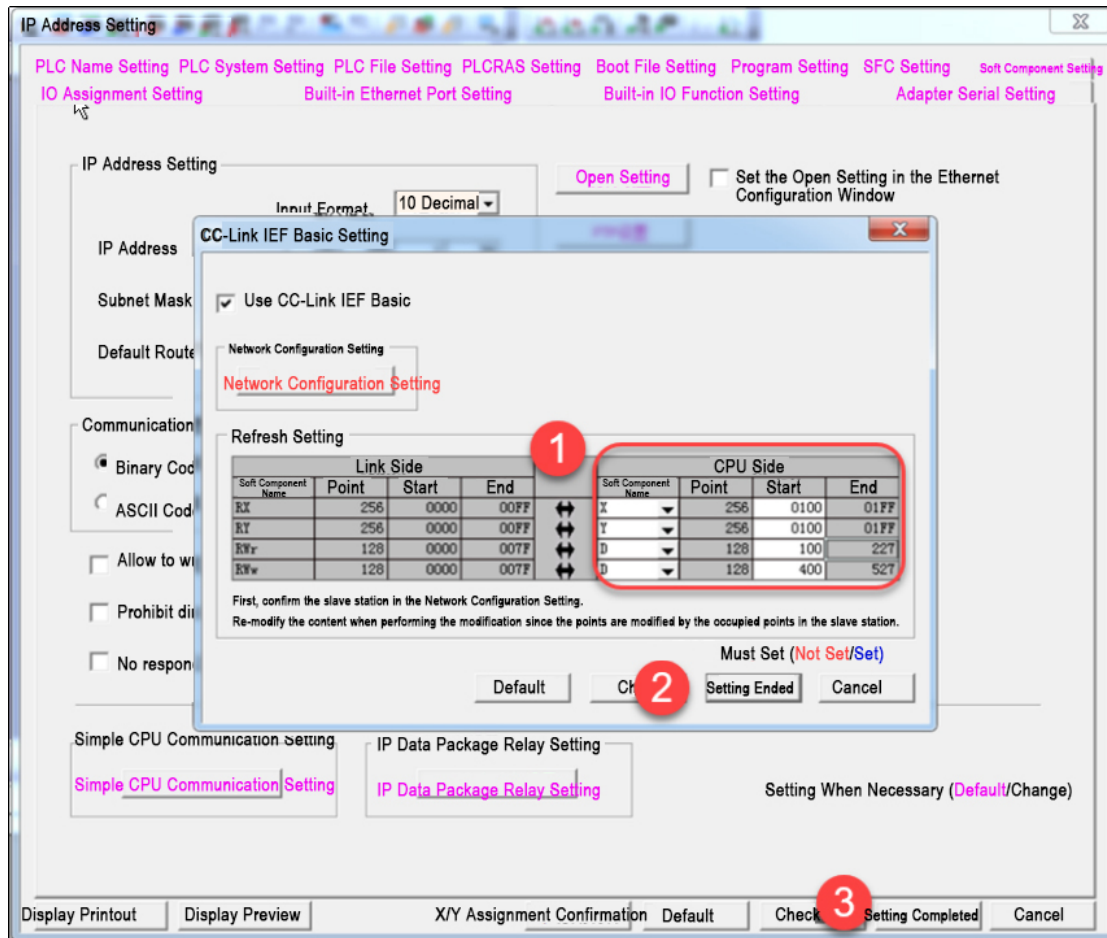 IP Address Setting
PLC Name Setting PLC System Setting PLC File Setting PLCRAS Setting Boot File Setting Program Setting SFC Setting Soft Component Setting
IO Assignment Setting Built-in Ethernet Port Setting Built-in IO Function Setting Adapter Serial Setting
IP Address Setting
Open Setting
Set the Open Setting in the Ethernet
Configuration Window
Input Format 10 Decimal
CC-Link IEF Basic Setting
IP Address
Subnet Mask
Use CC-Link IEF Basic
Default Route
Network Configuration Setting
Network Configuration Setting
Communication
Binary Cod
ASCII Code
Refresh Setting
1
Link Side CPU Side
Soft Component Name Point Start End Soft Component Name Point Start End
RX 256 0000 00FF X 256 0100 01FF
RY 256 0000 00FF Y 256 0100 01FF
RWr 128 0000 007F D 128 100 227
RWw 128 0000 007F D 128 400 527
Allow to wr
First, confirm the slave station in the Network Configuration Setting.
Re-modify the content when performing the modification since the points are modified by the occupied points in the slave station.
Prohibit di
Must Set (Not Set/Set)
No respon
Default Ch 2 Setting Ended Cancel
Simple CPU Communication Setting
IP Data Package Relay Setting
Simple CPU Communication Setting
IP Data Package Relay Setting
Setting When Necessary (Default/Change)
Display Printout Display Preview X/Y Assignment Confirmation Default Check 3 Setting Completed Cancel